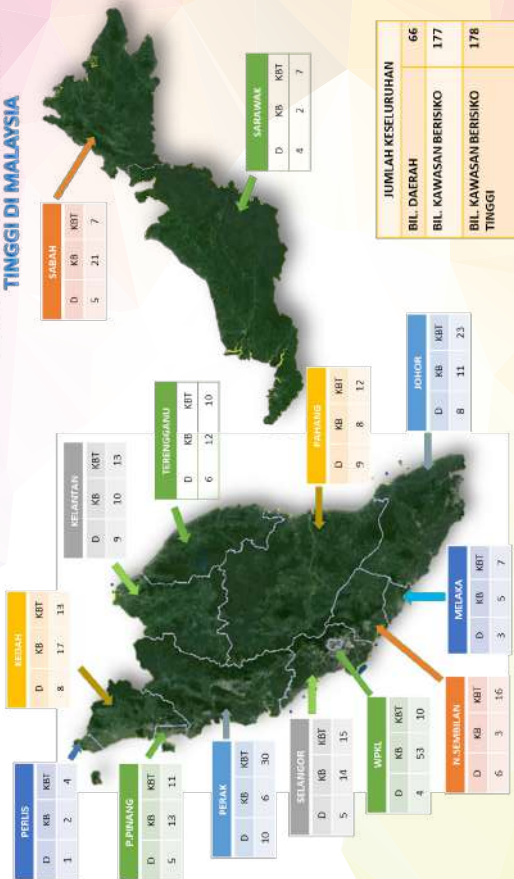 TINGGI DI MALAYSIA
PERLIS
D KB KBT
1 2 4
KEDAH
D KB KBT
8 17 13
P.PINANG
D KB KBT
5 13 11
PERAK
D KB KBT
10 6 30
KELANTAN
D KB KBT
9 10 13
TERENGGANU
D KB KBT
6 12 10
SELANGOR
D KB KBT
5 14 15
WPKL
D KB KBT
4 53 10
N.SEMBILAN
D KB KBT
6 3 16
MELAKA
D KB KBT
3 5 7
PAHANG
D KB KBT
9 8 12
JOHOR
D KB KBT
8 11 23
SABAH
D KB KBT
5 21 7
SARAWAK
D KB KBT
4 2 7
JUMLAH KESELURUHAN
BIL. DAERAH 66
BIL. KAWASAN BERISIKO 177
BIL. KAWASAN BERISIKO 178
TINGGI